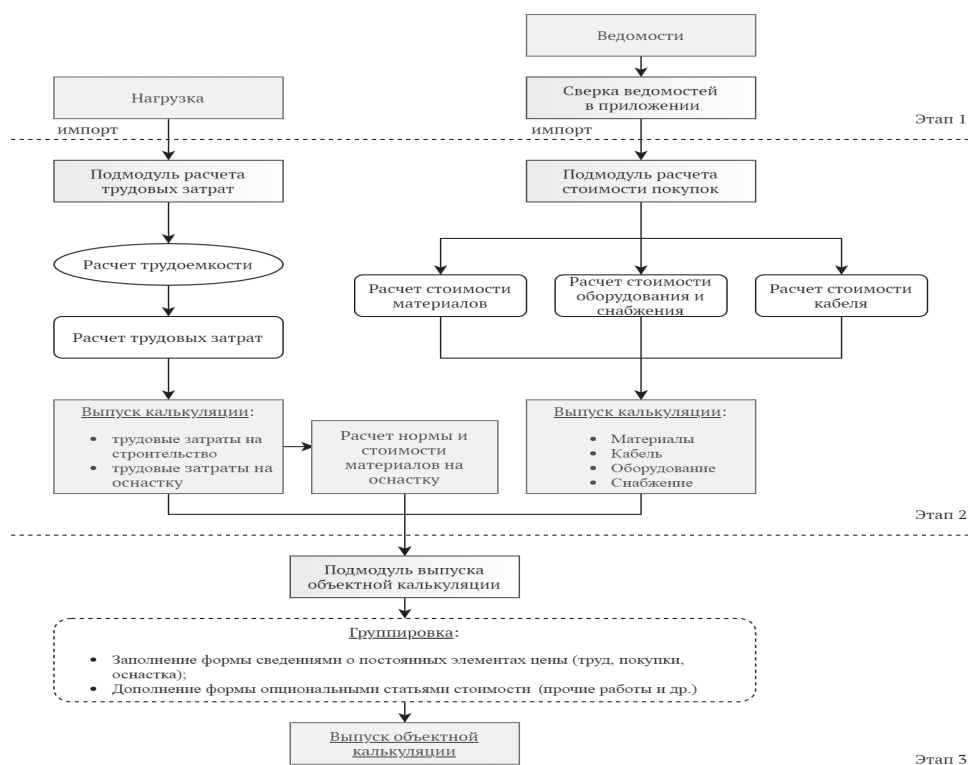 Ведомости
Сверка ведомостей
в приложении
Нагрузка
Этап 1
импорт
импорт
Подмодуль расчета
трудовых затрат
Подмодуль расчета
стоимости покупок
Расчет трудоемкости
Расчет стоимости
материалов
Расчет стоимости
оборудования и
снабжения
Расчет стоимости
кабеля
Расчет трудовых затрат
Выпуск калькуляции:
• трудовые затраты на
строительство
• трудовые затраты на
оснастку
Расчет нормы и
стоимости
материалов на
оснастку
Выпуск калькуляции:
• Материалы
• Кабель
• Оборудование
• Снабжение
Этап 2
Подмодуль выпуска
объектной калькуляции
Группировка:
• Заполнение формы сведениями о постоянных элементах цены (труд, покупки,
оснастка);
• Дополнение формы опциональными статьями стоимости (прочие работы и др.)
Выпуск объектной
калькуляции
Этап 3